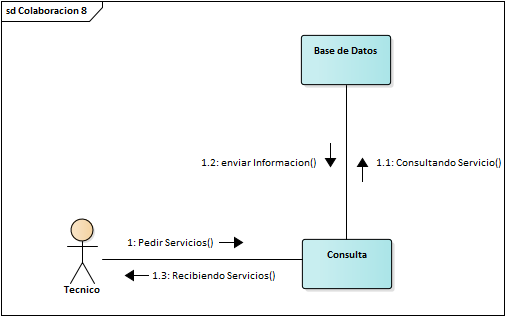 sd Colaboracion 8
Base de Datos
1.2: enviar Informacion()
1.1: Consultando Servicio()
1: Pedir Servicios()
Consulta
1.3: Recibiendo Servicios()
Tecnico